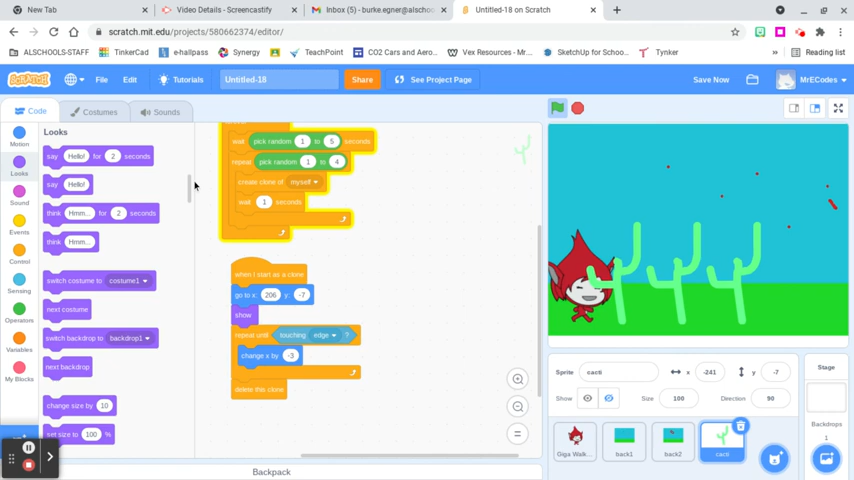 New Tab
Video Details - Screencastify
Inbox (5) - burke.egner@alschoo
Untitled-18 on Scratch
scratch.mit.edu/projects/580662374/editor/
ALSCHOOLS-STAFF
TinkerCad
e-hallpass
Synergy
TeachPoint
CO2 Cars and Aero...
Vex Resources - Mr...
SketchUp for Schoo...
Tynker
Reading list
SCRATCH
File
Edit
Tutorials
Untitled-18
Share
See Project Page
Save Now
MrECodes
Code
Costumes
Sounds
Motion
Looks
Sound
Events
Control
Sensing
Operators
Variables
My Blocks
Looks
say Hello! for 2 seconds
say Hello!
think Hmm... for 2 seconds
think Hmm...
switch costume to costume1
next costume
switch backdrop to backdrop1
next backdrop
change size by 10
set size to 100 %
wait pick random 1 to 5 seconds
repeat pick random 1 to 4
create clone of myself
wait 1 seconds
when I start as a clone
go to x: 206 y: -7
show
repeat until touching edge ?
change x by -3
delete this clone
Backpack
Sprite cacti x -241 y -7
Show Size 100 Direction 90
Giga Walk...
back1
back2
cacti
Stage
Backdrops
1